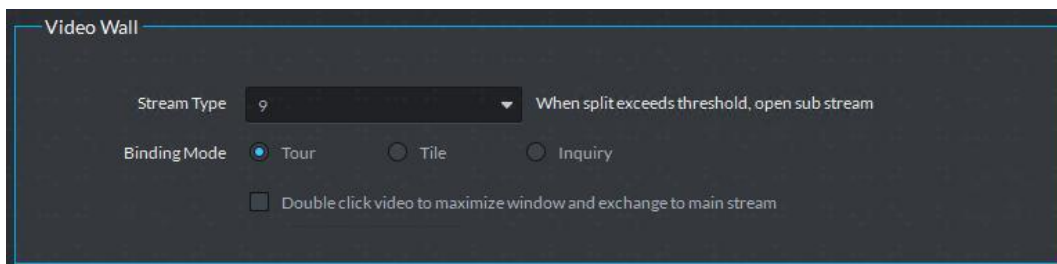 Video Wall
Stream Type 9 When split exceeds threshold, open sub stream
Binding Mode Tour Tile Inquiry
Double click video to maximize window and exchange to main stream